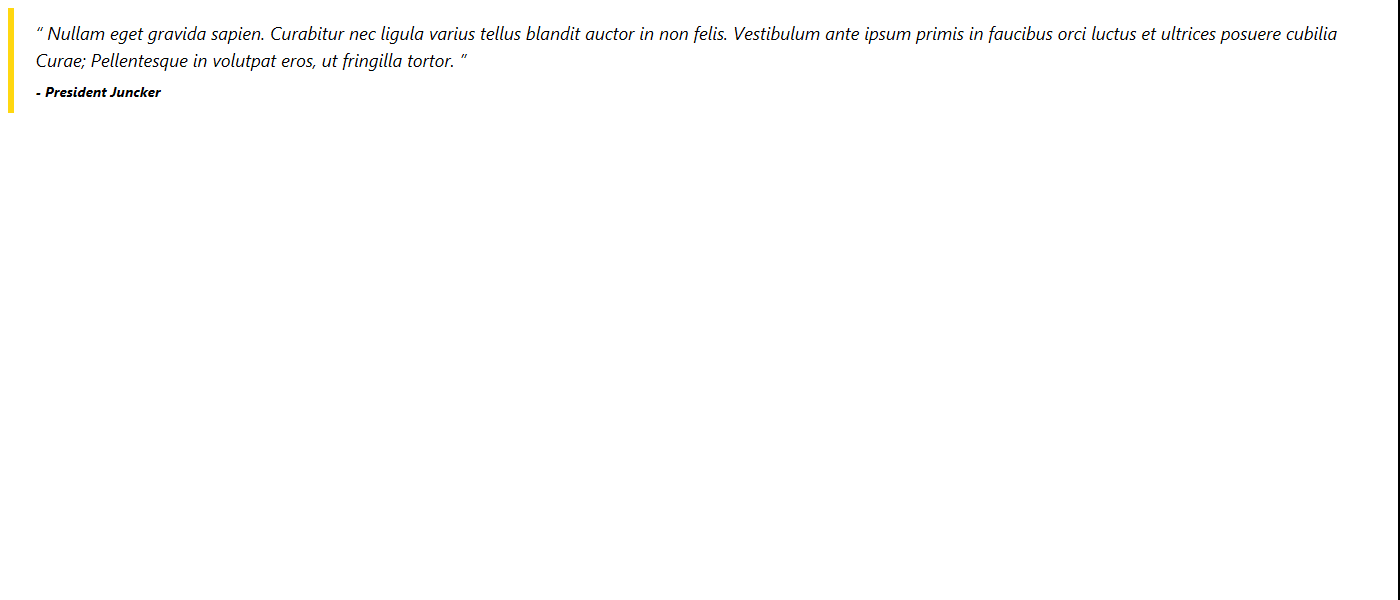 “ Nullam eget gravida sapien. Curabitur nec ligula varius tellus blandit auctor in non felis. Vestibulum ante ipsum primis in faucibus orci luctus et ultrices posuere cubilia
Curae; Pellentesque in volutpat eros, ut fringilla tortor. ”
- President Juncker